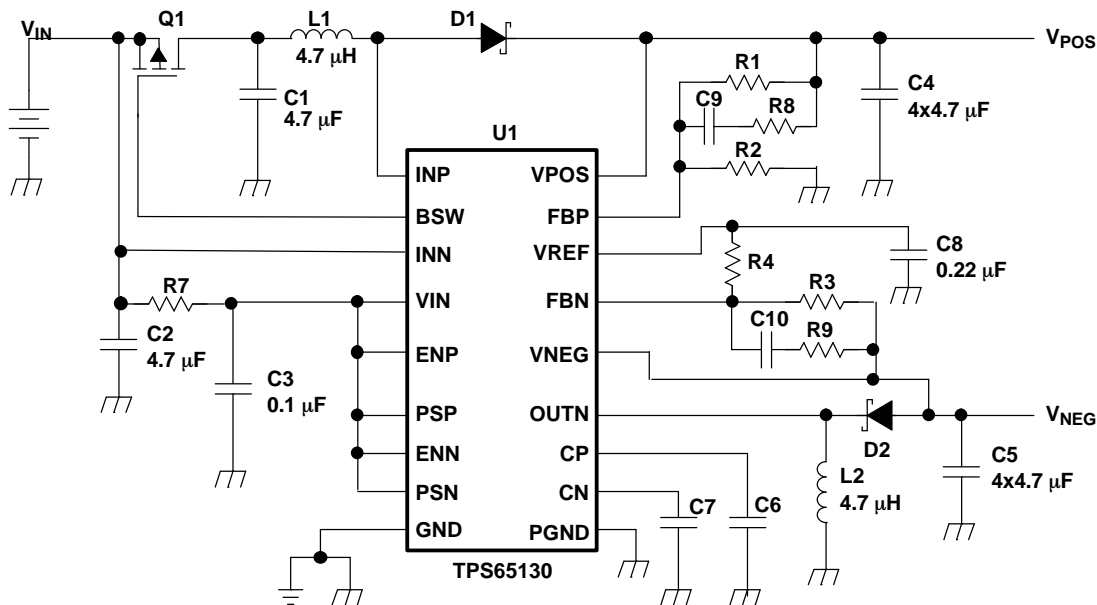 Q1
L1
D1
V_IN
4.7 µH
V_POS
R1
C9
R8
C4
4x4.7 µF
C1
4.7 µF
U1
R2
INP
VPOS
BSW
FBP
INN
VREF
C8
0.22 µF
R4
R7
VIN
FBN
R3
C10
R9
C2
4.7 µF
ENP
VNEG
C3
0.1 µF
PSP
OUTN
V_NEG
D2
ENN
CP
C5
4x4.7 µF
L2
4.7 µH
PSN
CN
C7
C6
GND
PGND
TPS65130